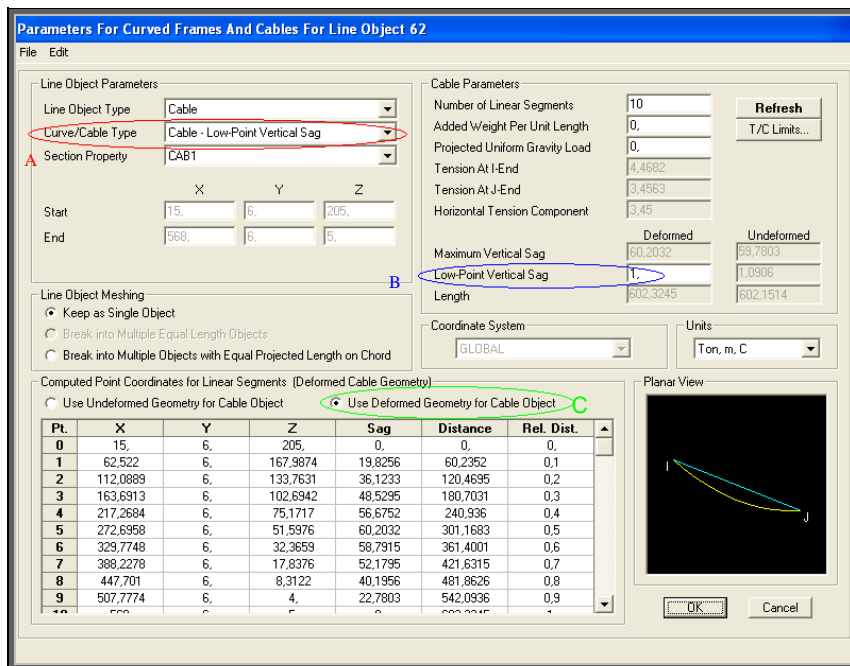 Parameters For Curved Frames And Cables For Line Object 62
File Edit
Line Object Parameters
Line Object Type Cable
Curve/Cable Type Cable - Low-Point Vertical Sag
A
Section Property CAB1
X Y Z
Start 15, 6, 205,
End 568, 6, 5,
Cable Parameters
Number of Linear Segments 10
Added Weight Per Unit Length 0,
Projected Uniform Gravity Load 0,
Tension At I-End 4,4682
Tension At J-End 3,4563
Horizontal Tension Component 3,45
Refresh
T/C Limits...
Deformed Undeformed
Maximum Vertical Sag 60,2032 59,7803
B
Low-Point Vertical Sag 1, 1,0906
Length 602,3245 602,1514
Line Object Meshing
Keep as Single Object
Break into Multiple Equal Length Objects
Break into Multiple Objects with Equal Projected Length on Chord
Coordinate System
GLOBAL
Units
Ton, m, C
Computed Point Coordinates for Linear Segments (Deformed Cable Geometry)
Use Undeformed Geometry for Cable Object Use Deformed Geometry for Cable Object C
Pt. X Y Z Sag Distance Rel. Dist.
0 15, 6, 205, 0, 0, 0,
1 62,522 6, 167,9874 19,8256 60,2352 0,1
2 112,0889 6, 133,7631 36,1233 120,4695 0,2
3 163,6913 6, 102,6942 48,5295 180,7031 0,3
4 217,2684 6, 75,1717 56,6752 240,936 0,4
5 272,6958 6, 51,5976 60,2032 301,1683 0,5
6 329,7748 6, 32,3659 58,7915 361,4001 0,6
7 388,2278 6, 17,8376 52,1795 421,6315 0,7
8 447,701 6, 8,3122 40,1956 481,8626 0,8
9 507,7774 6, 4, 22,7803 542,0936 0,9
Planar View
I
J
OK Cancel